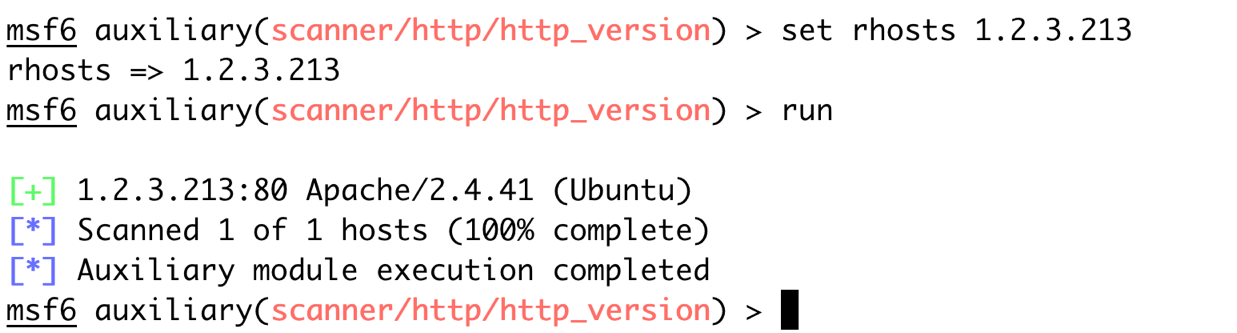 msf6 auxiliary(scanner/http/http_version) > set rhosts 1.2.3.213
rhosts => 1.2.3.213
msf6 auxiliary(scanner/http/http_version) > run
[+] 1.2.3.213:80 Apache/2.4.41 (Ubuntu)
[*] Scanned 1 of 1 hosts (100% complete)
[*] Auxiliary module execution completed
msf6 auxiliary(scanner/http/http_version) >